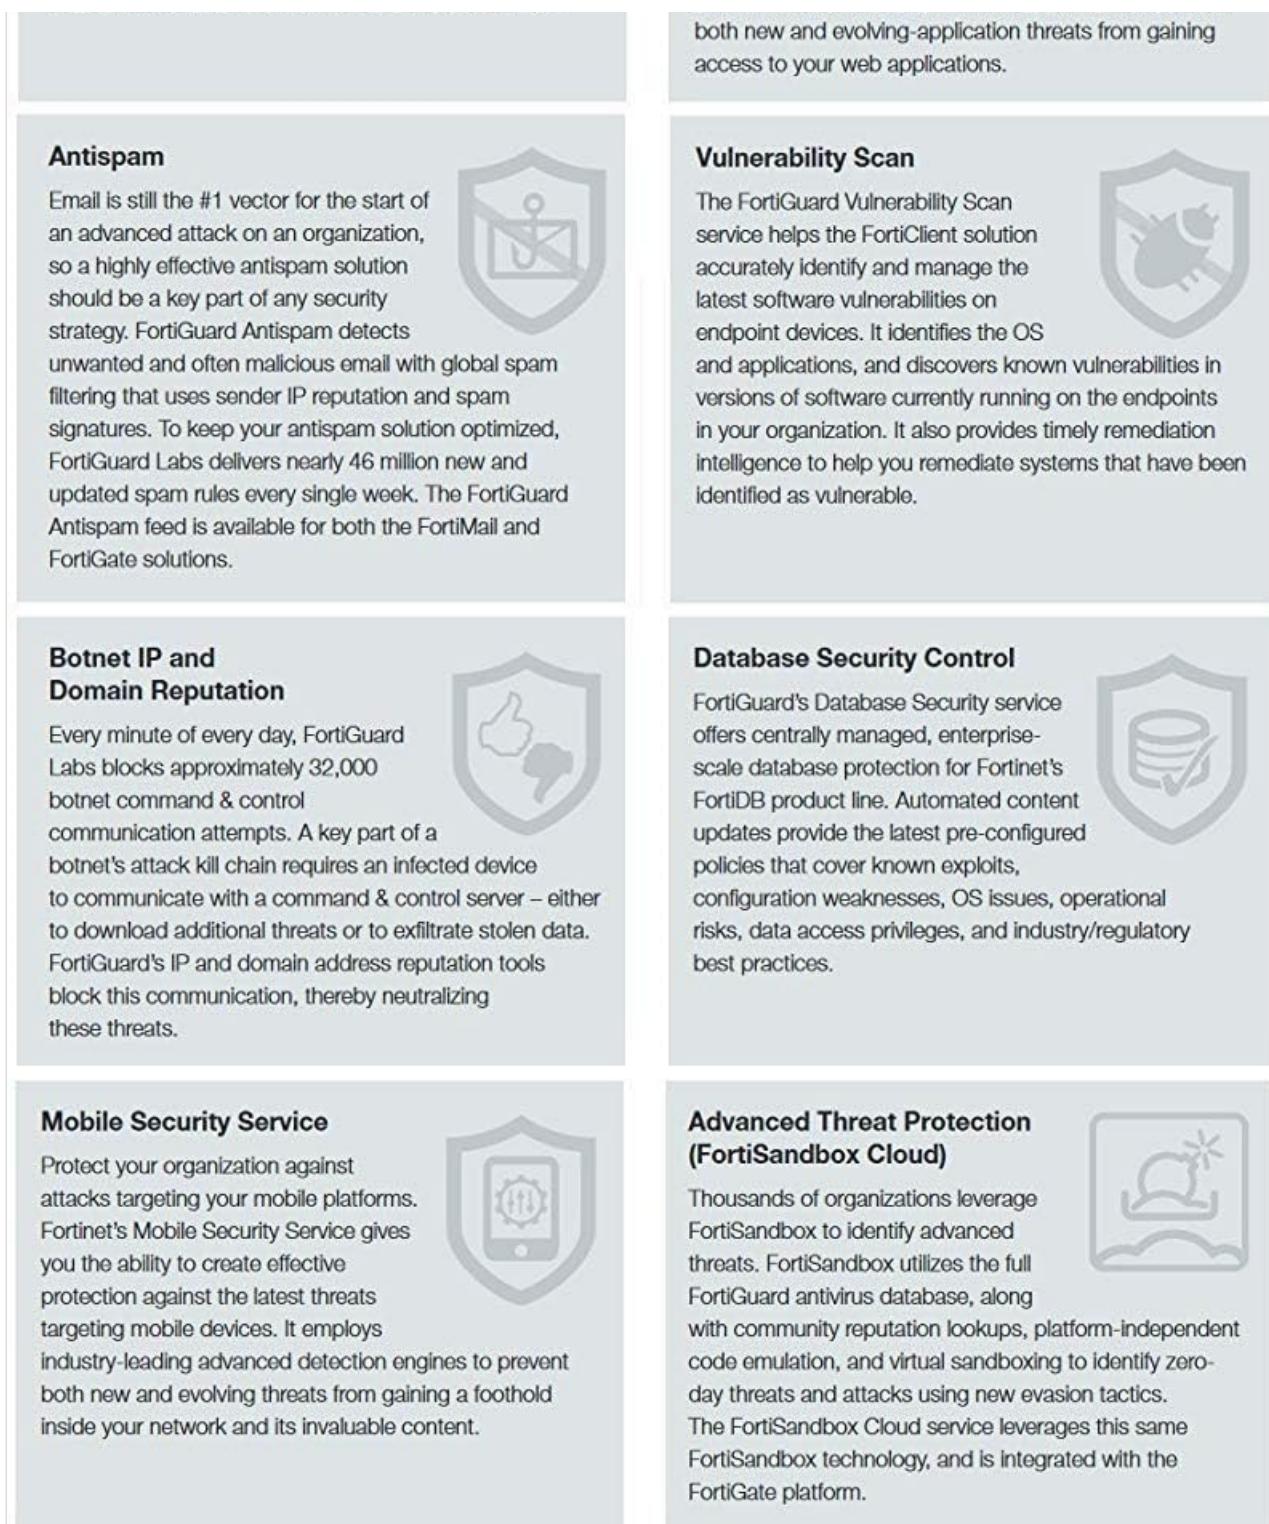 both new and evolving-application threats from gaining
access to your web applications.
Antispam
Email is still the #1 vector for the start of
an advanced attack on an organization,
so a highly effective antispam solution
should be a key part of any security
strategy. FortiGuard Antispam detects
unwanted and often malicious email with global spam
filtering that uses sender IP reputation and spam
signatures. To keep your antispam solution optimized,
FortiGuard Labs delivers nearly 46 million new and
updated spam rules every single week. The FortiGuard
Antispam feed is available for both the FortiMail and
FortiGate solutions.
Vulnerability Scan
The FortiGuard Vulnerability Scan
service helps the FortiClient solution
accurately identify and manage the
latest software vulnerabilities on
endpoint devices. It identifies the OS
and applications, and discovers known vulnerabilities in
versions of software currently running on the endpoints
in your organization. It also provides timely remediation
intelligence to help you remediate systems that have been
identified as vulnerable.
Botnet IP and
Domain Reputation
Every minute of every day, FortiGuard
Labs blocks approximately 32,000
botnet command & control
communication attempts. A key part of a
botnet's attack kill chain requires an infected device
to communicate with a command & control server – either
to download additional threats or to exfiltrate stolen data.
FortiGuard's IP and domain address reputation tools
block this communication, thereby neutralizing
these threats.
Database Security Control
FortiGuard's Database Security service
offers centrally managed, enterprise-
scale database protection for Fortinet's
FortiDB product line. Automated content
updates provide the latest pre-configured
policies that cover known exploits,
configuration weaknesses, OS issues, operational
risks, data access privileges, and industry/regulatory
best practices.
Mobile Security Service
Protect your organization against
attacks targeting your mobile platforms.
Fortinet's Mobile Security Service gives
you the ability to create effective
protection against the latest threats
targeting mobile devices. It employs
industry-leading advanced detection engines to prevent
both new and evolving threats from gaining a foothold
inside your network and its invaluable content.
Advanced Threat Protection
(FortiSandbox Cloud)
Thousands of organizations leverage
FortiSandbox to identify advanced
threats. FortiSandbox utilizes the full
FortiGuard antivirus database, along
with community reputation lookups, platform-independent
code emulation, and virtual sandboxing to identify zero-
day threats and attacks using new evasion tactics.
The FortiSandbox Cloud service leverages this same
FortiSandbox technology, and is integrated with the
FortiGate platform.